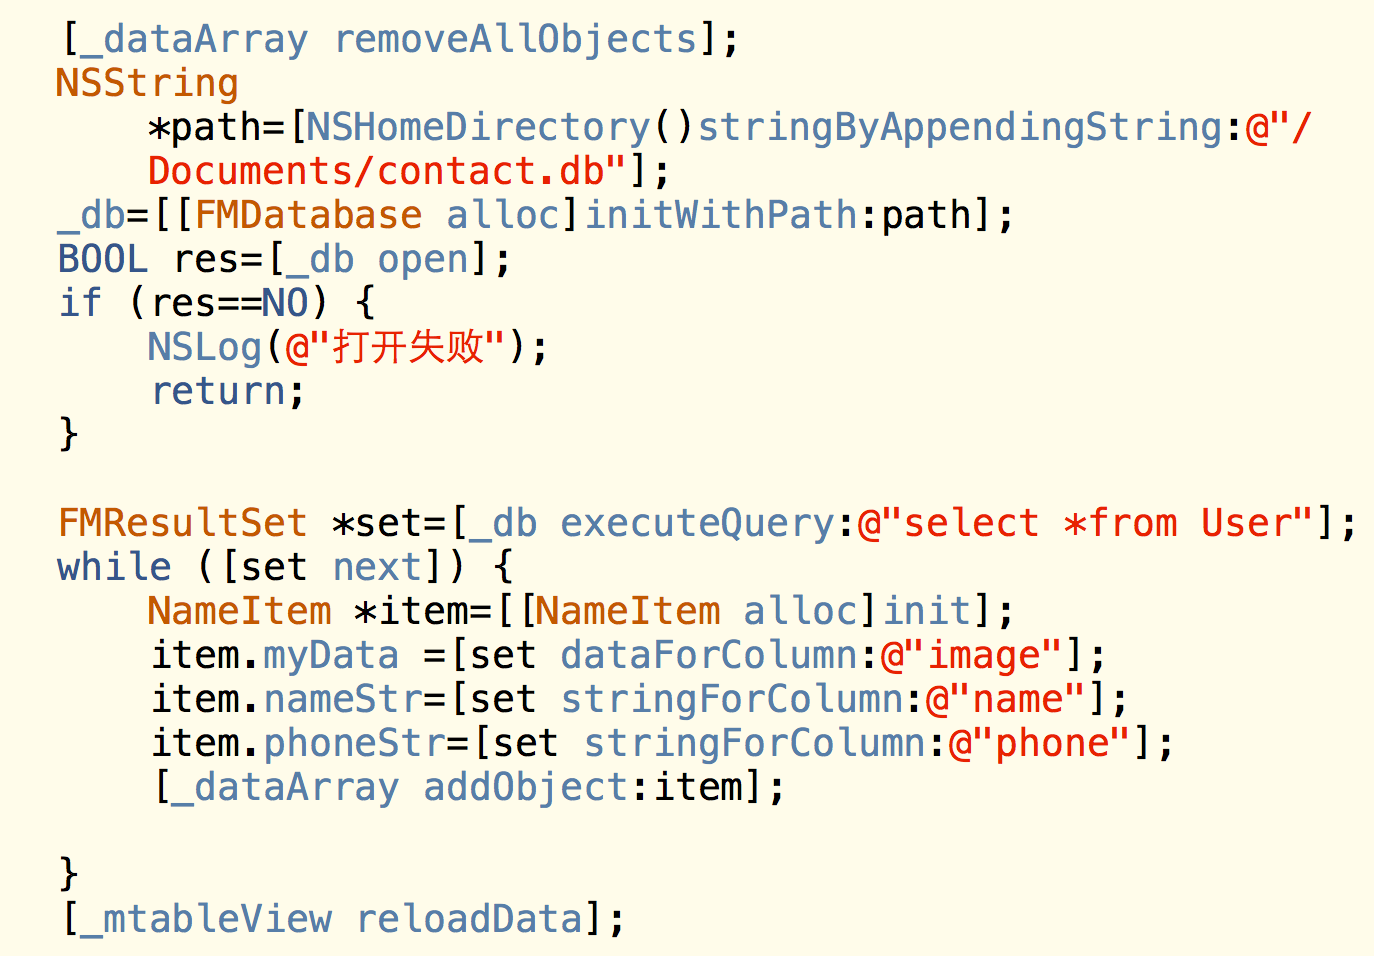 [_dataArray removeAllObjects];
NSString
*path=[NSHomeDirectory()stringByAppendingString:@"/
Documents/contact.db"];
_db=[[FMDatabase alloc]initWithPath:path];
BOOL res=[_db open];
if (res==NO) {
NSLog(@"打开失败");
return;
}
FMResultSet *set=[_db executeQuery:@"select *from User"];
while ([set next]) {
NameItem *item=[[NameItem alloc]init];
item.myData =[set dataForColumn:@"image"];
item.nameStr=[set stringForColumn:@"name"];
item.phoneStr=[set stringForColumn:@"phone"];
[_dataArray addObject:item];
}
[_mtableView reloadData];